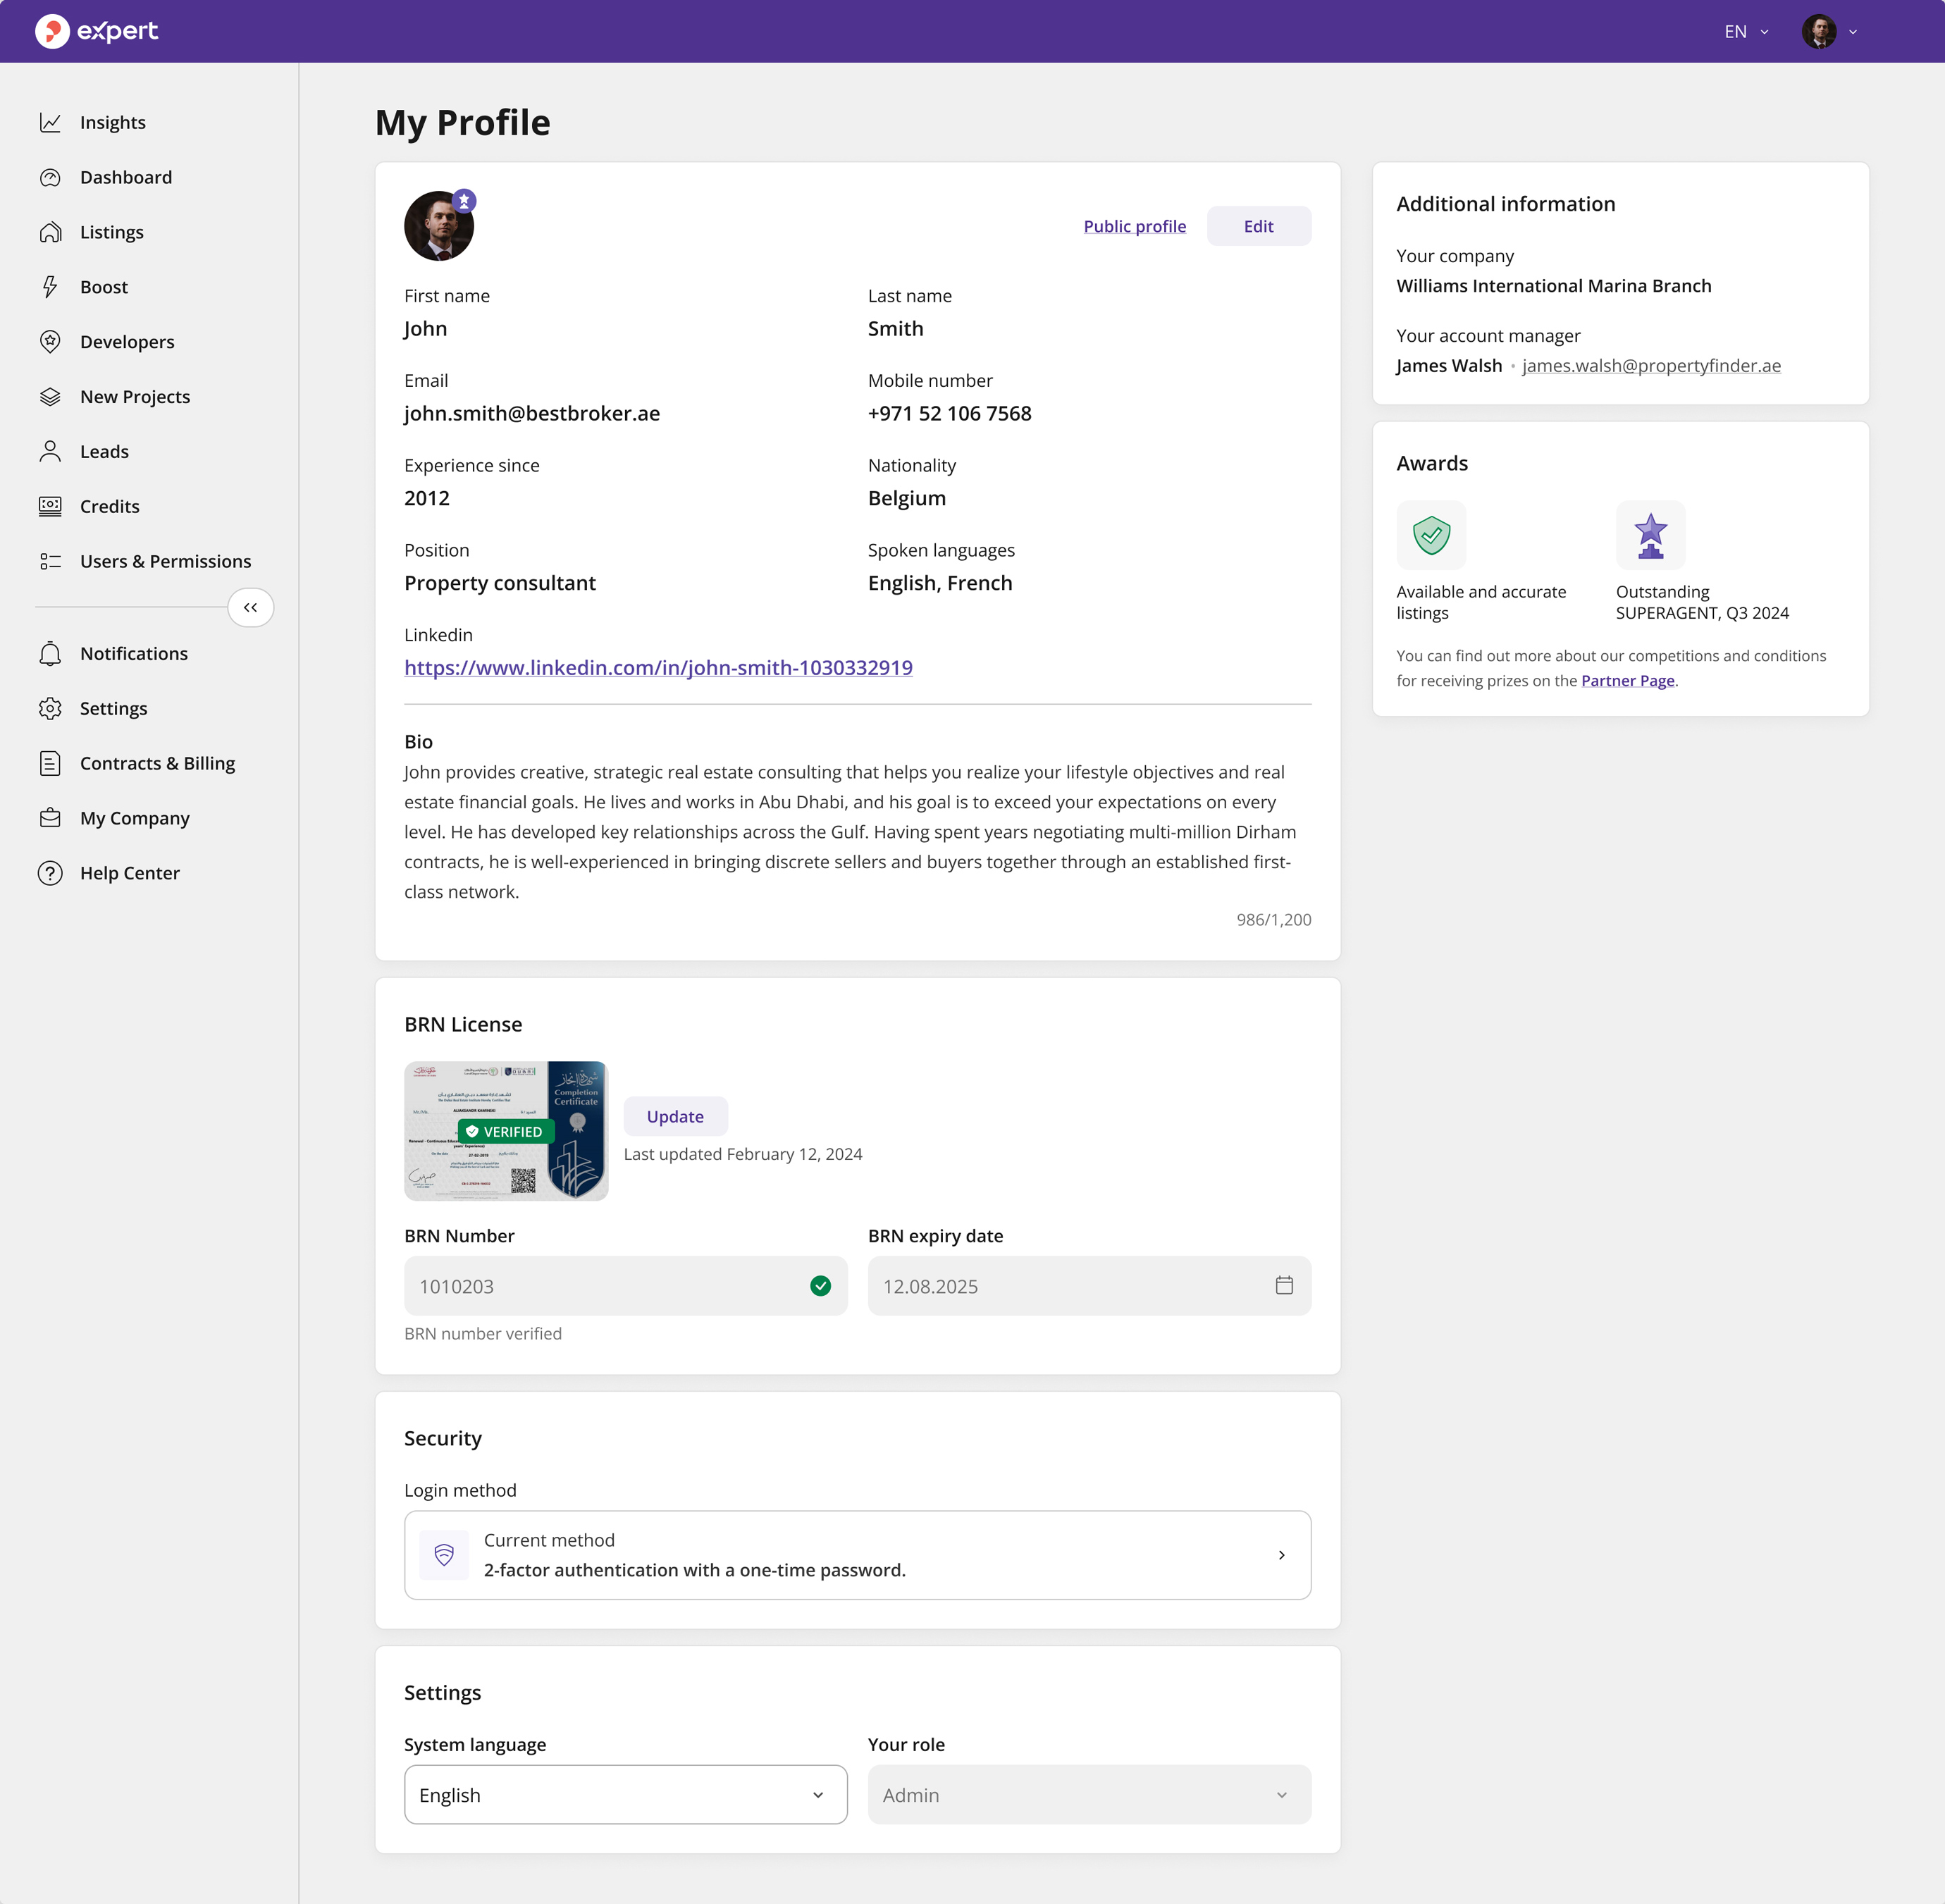 expert
EN
Insights
Dashboard
Listings
Boost
Developers
New Projects
Leads
Credits
Users & Permissions
Notifications
Settings
Contracts & Billing
My Company
Help Center
My Profile
Public profile
Edit
First name
John
Last name
Smith
Email
john.smith@bestbroker.ae
Mobile number
+971 52 106 7568
Experience since
2012
Nationality
Belgium
Position
Property consultant
Spoken languages
English, French
Linkedin
https://www.linkedin.com/in/john-smith-1030332919
Bio
John provides creative, strategic real estate consulting that helps you realize your lifestyle objectives and real
estate financial goals. He lives and works in Abu Dhabi, and his goal is to exceed your expectations on every
level. He has developed key relationships across the Gulf. Having spent years negotiating multi-million Dirham
contracts, he is well-experienced in bringing discrete sellers and buyers together through an established first-
class network.
986/1,200
BRN License
شهادة إنجاز
Completion
Certificate
VERIFIED
Update
Last updated February 12, 2024
BRN Number
1010203
BRN number verified
BRN expiry date
12.08.2025
Security
Login method
Current method
2-factor authentication with a one-time password.
Settings
System language
English
Your role
Admin
Additional information
Your company
Williams International Marina Branch
Your account manager
James Walsh • james.walsh@propertyfinder.ae
Awards
Available and accurate
listings
Outstanding
SUPERAGENT, Q3 2024
You can find out more about our competitions and conditions
for receiving prizes on the Partner Page.